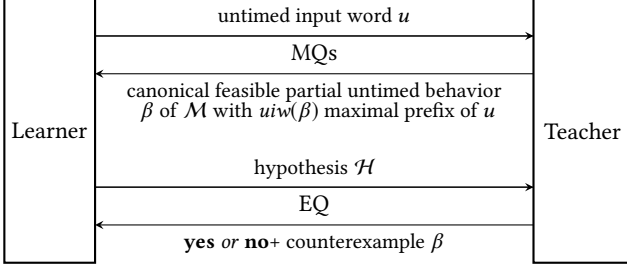 untimed input word u
MQs
canonical feasible partial untimed behavior
β of M with uiw(β) maximal prefix of u
Learner
Teacher
hypothesis H
EQ
yes or no+ counterexample β